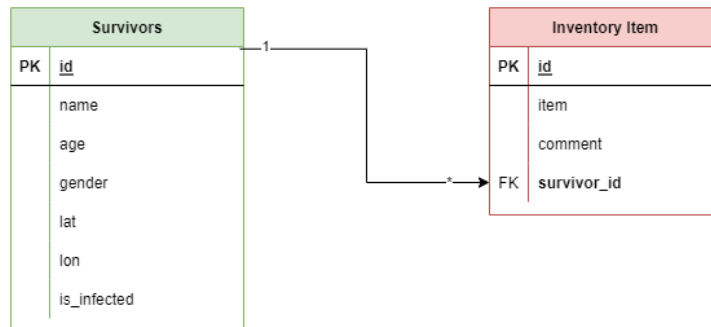 Survivors
PK id
name
age
gender
lat
lon
is_infected
1
*
Inventory Item
PK id
item
comment
FK survivor_id